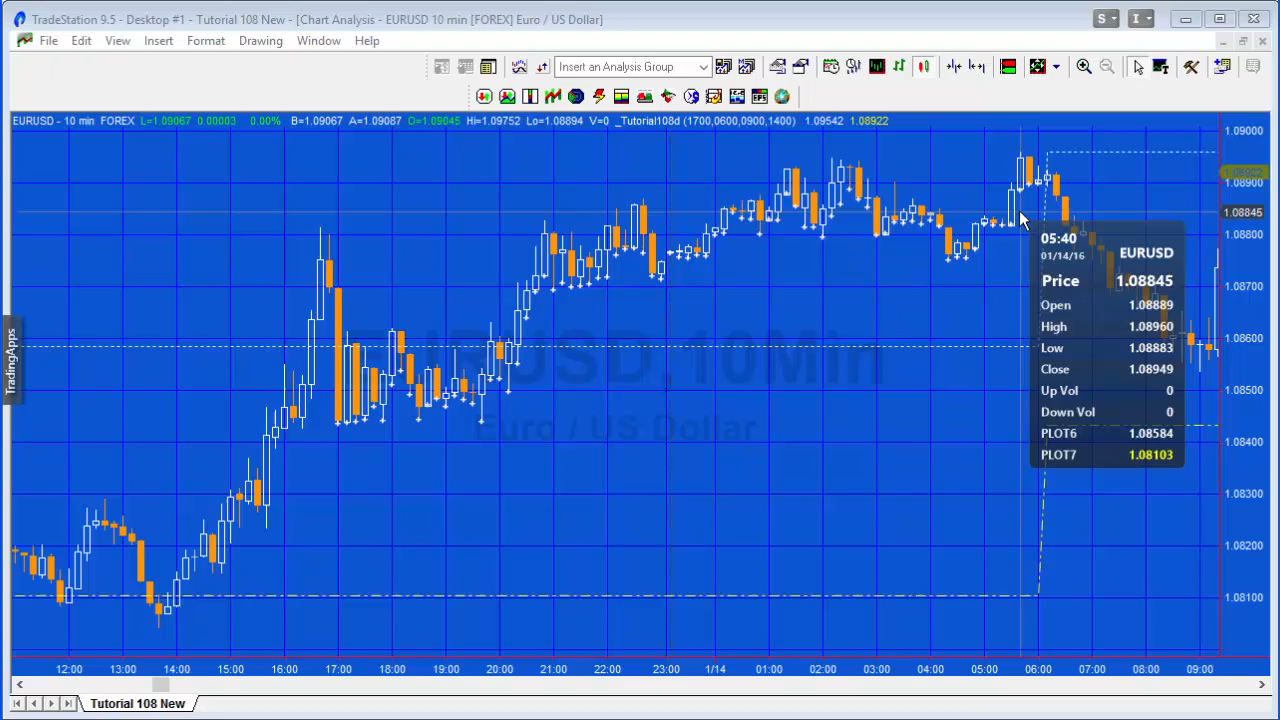 TradeStation 9.5 - Desktop #1 - Tutorial 108 New - [Chart Analysis - EURUSD 10 min [FOREX] Euro / US Dollar]
S I
File Edit View Insert Format Drawing Window Help
Insert an Analysis Group
EURUSD - 10 min FOREX L=1.09067 0.00003 0.00% B=1.09067 A=1.09087 O=1.09045 Hi=1.09752 Lo=1.08894 V=0 _Tutorial108d (1700,0600,0900,1400) 1.09542 1.08922
1.09000
1.08922
1.08900
1.08845
1.08800
1.08700
1.08600
1.08500
1.08400
1.08300
1.08200
1.08100
TradingApps
EURUSD,10Min
Euro / US Dollar
05:40
01/14/16
EURUSD
Price 1.08845
Open 1.08889
High 1.08960
Low 1.08883
Close 1.08949
Up Vol 0
Down Vol 0
PLOT6 1.08584
PLOT7 1.08103
12:00 13:00 14:00 15:00 16:00 17:00 18:00 19:00 20:00 21:00 22:00 23:00 1/14 01:00 02:00 03:00 04:00 05:00 06:00 07:00 08:00 09:00
Tutorial 108 New